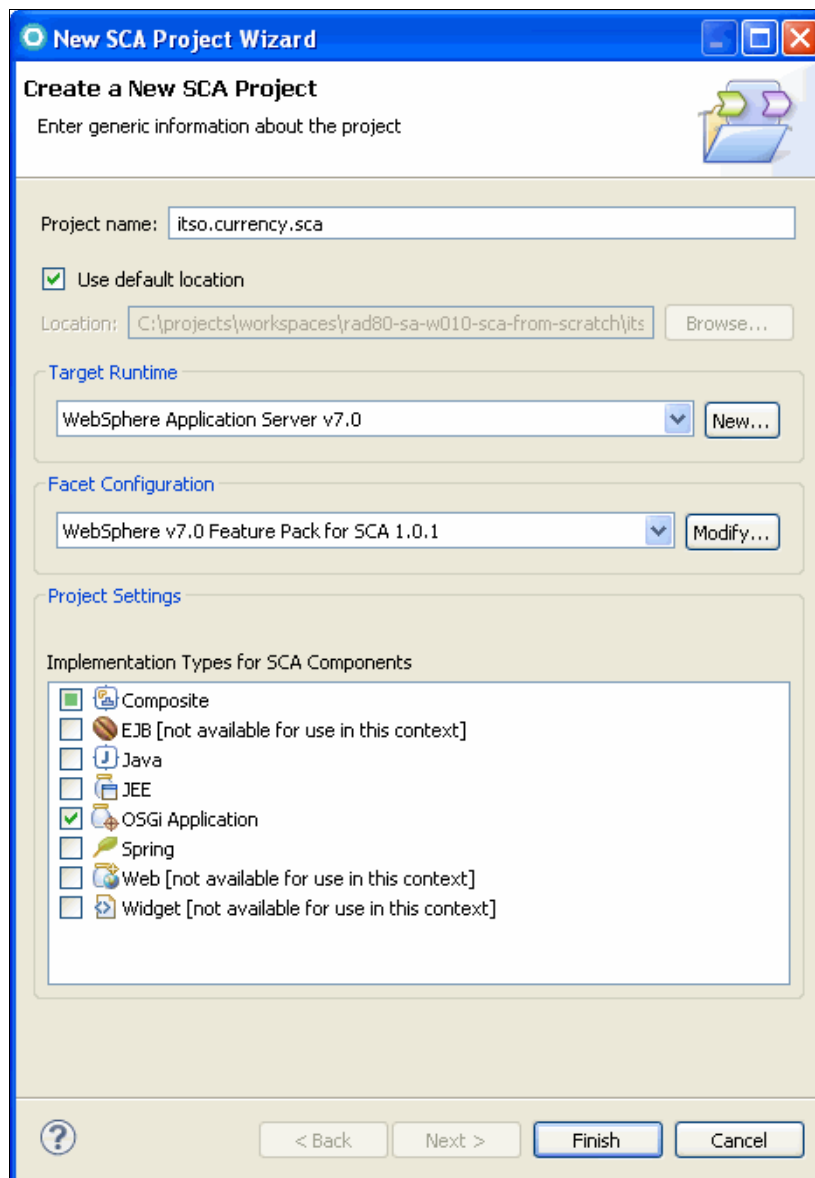 New SCA Project Wizard
Create a New SCA Project
Enter generic information about the project
Project name: itso.currency.sca
Use default location
Location: C:\projects\workspaces\rad80-sa-w010-sca-from-scratch\its Browse...
Target Runtime
WebSphere Application Server v7.0 New...
Facet Configuration
WebSphere v7.0 Feature Pack for SCA 1.0.1 Modify...
Project Settings
Implementation Types for SCA Components
Composite
EJB [not available for use in this context]
Java
JEE
OSGi Application
Spring
Web [not available for use in this context]
Widget [not available for use in this context]
? < Back Next > Finish Cancel